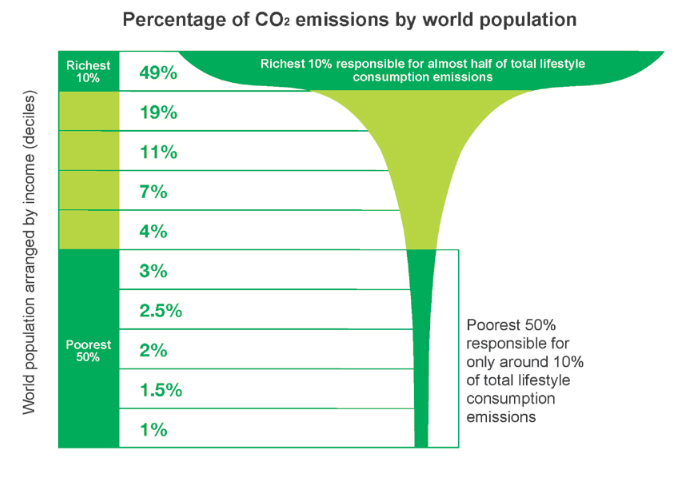 Percentage of CO₂ emissions by world population
World population arranged by income (deciles)
Richest
10%
49%
Richest 10% responsible for almost half of total lifestyle
consumption emissions
19%
11%
7%
4%
Poorest
50%
3%
2.5%
2%
1.5%
1%
Poorest 50%
responsible for
only around 10%
of total lifestyle
consumption
emissions